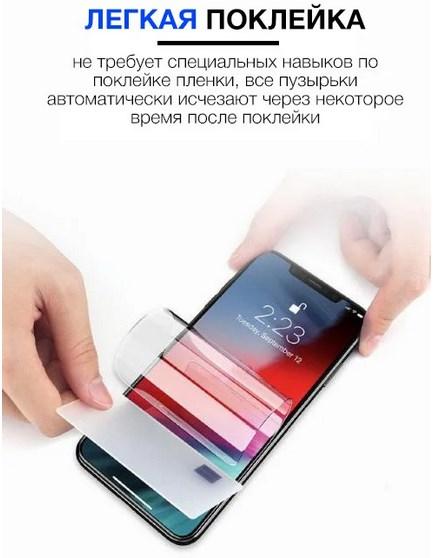 ЛЕГКАЯ ПОКЛЕЙКА
не требует специальных навыков по
поклейке пленки, все пузырьки
автоматически исчезают через некоторое
время после поклейки
2:23
Tuesday, September 12